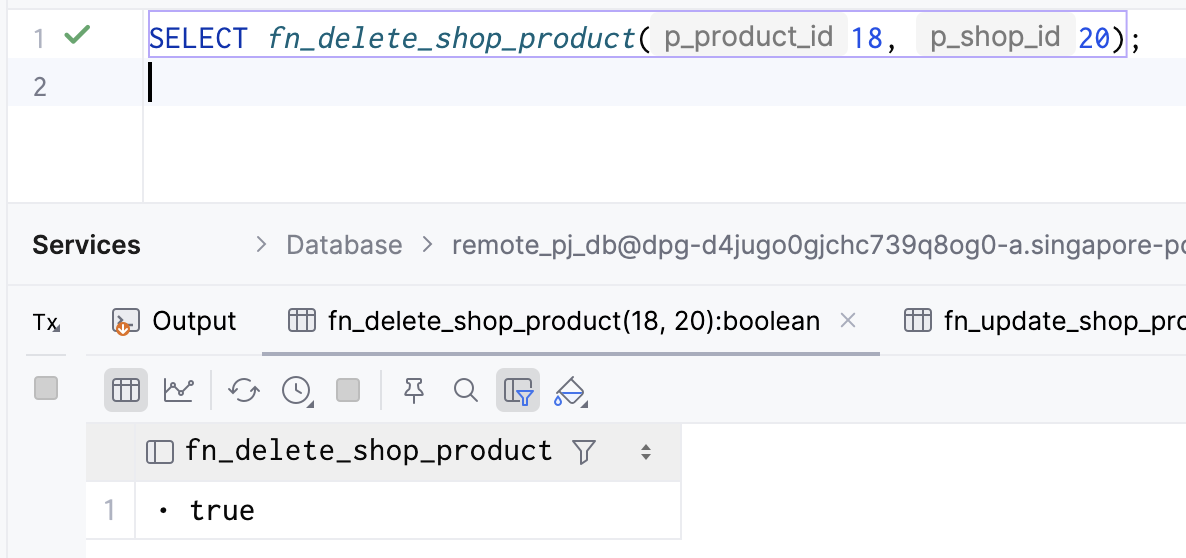 1 SELECT fn_delete_shop_product( p_product_id 18, p_shop_id 20);
2
Services > Database > remote_pj_db@dpg-d4jugo0gjchc739q8og0-a.singapore-po
Tx Output fn_delete_shop_product(18, 20):boolean × fn_update_shop_pro
fn_delete_shop_product
1 · true